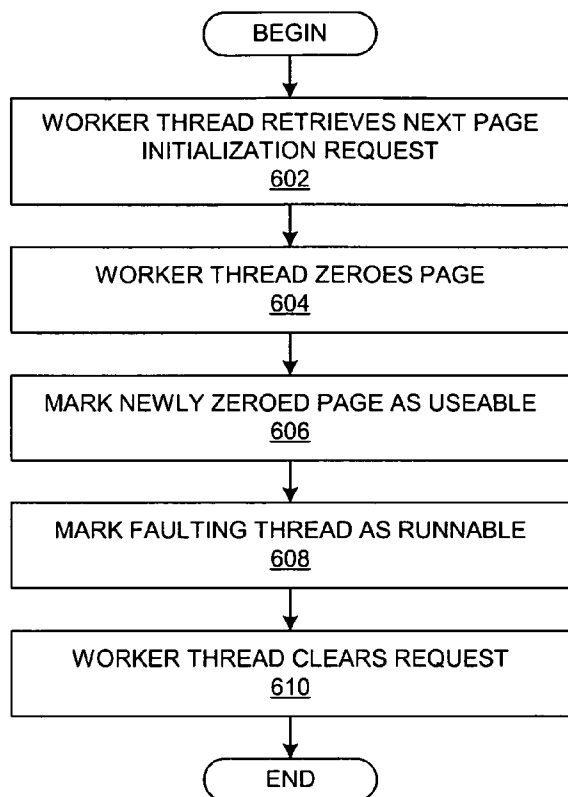 BEGIN
WORKER THREAD RETRIEVES NEXT PAGE
INITIALIZATION REQUEST
602
WORKER THREAD ZEROES PAGE
604
MARK NEWLY ZEROED PAGE AS USEABLE
606
MARK FAULTING THREAD AS RUNNABLE
608
WORKER THREAD CLEARS REQUEST
610
END